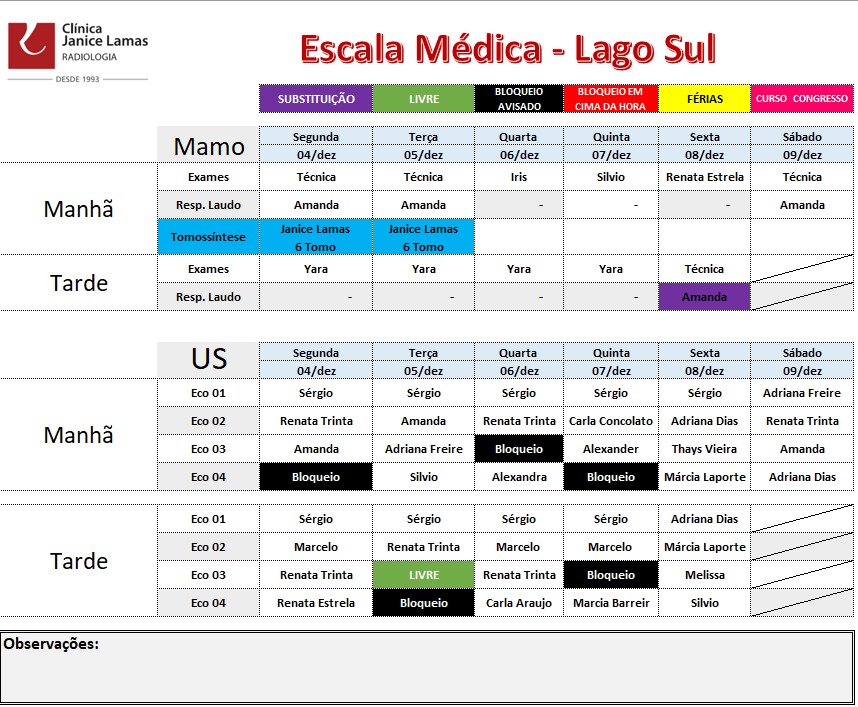 Clínica
Janice Lamas
RADIOLOGIA
DESDE 1993
Escala Médica - Lago Sul
SUBSTITUIÇÃO LIVRE BLOQUEIO AVISADO BLOQUEIO EM CIMA DA HORA FÉRIAS CURSO CONGRESSO
Mamo Segunda Terça Quarta Quinta Sexta Sábado
04/dez 05/dez 06/dez 07/dez 08/dez 09/dez
Manhã
Exames Técnica Técnica Iris Silvio Renata Estrela Técnica
Resp. Laudo Amanda Amanda - - - Amanda
Tomossíntese Janice Lamas 6 Tomo Janice Lamas 6 Tomo
Tarde
Exames Yara Yara Yara Yara Técnica
Resp. Laudo - - - - Amanda
US Segunda Terça Quarta Quinta Sexta Sábado
04/dez 05/dez 06/dez 07/dez 08/dez 09/dez
Manhã
Eco 01 Sérgio Sérgio Sérgio Sérgio Sérgio Adriana Freire
Eco 02 Renata Trinta Amanda Renata Trinta Carla Concolato Adriana Dias Renata Trinta
Eco 03 Amanda Adriana Freire Bloqueio Alexander Thays Vieira Amanda
Eco 04 Bloqueio Silvio Alexandra Bloqueio Márcia Laporte Adriana Dias
Tarde
Eco 01 Sérgio Sérgio Sérgio Sérgio Adriana Dias
Eco 02 Marcelo Renata Trinta Marcelo Marcelo Márcia Laporte
Eco 03 Renata Trinta LIVRE Renata Trinta Bloqueio Melissa
Eco 04 Renata Estrela Bloqueio Carla Araujo Marcia Barreir Silvio
Observações: